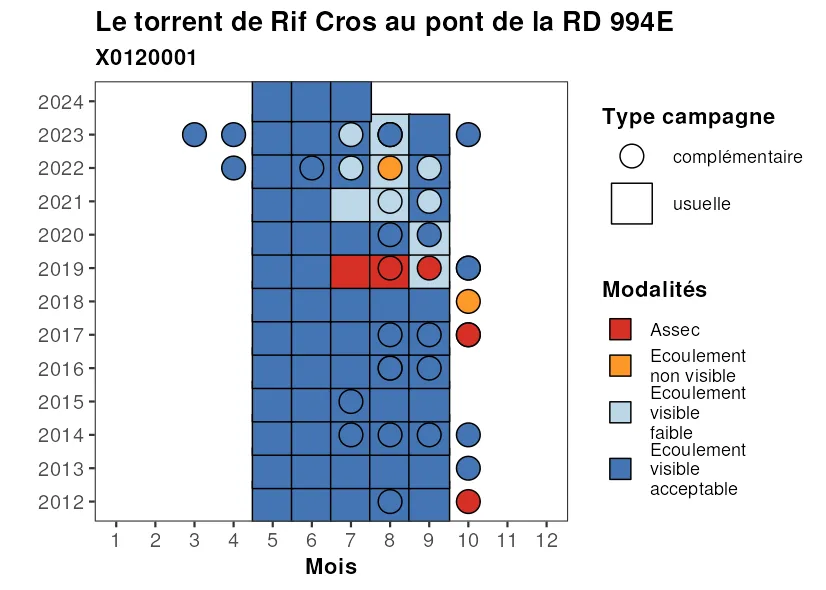 Le torrent de Rif Cros au pont de la RD 994E
X0120001
2024
2023
2022
2021
2020
2019
2018
2017
2016
2015
2014
2013
2012
1 2 3 4 5 6 7 8 9 10 11 12
Mois
Type campagne
complémentaire
usuelle
Modalités
Assec
Ecoulement
non visible
Ecoulement
visible
faible
Ecoulement
visible
acceptable